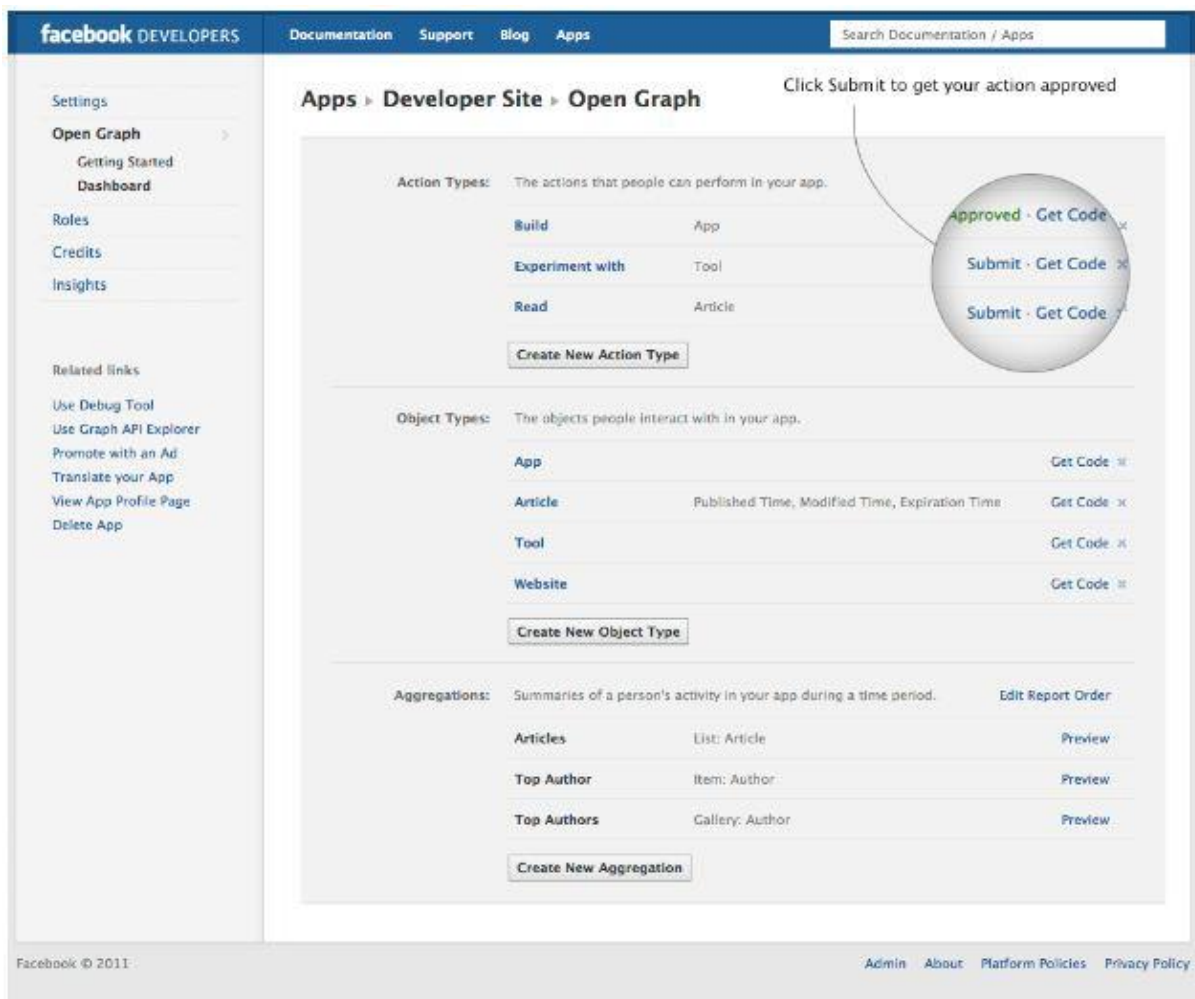 facebook DEVELOPERS Documentation Support Blog Apps Search Documentation / Apps
Click Submit to get your action approved
Apps ▸ Developer Site ▸ Open Graph
Settings
Open Graph
Getting Started
Dashboard
Roles
Credits
Insights
Related links
Use Debug Tool
Use Graph API Explorer
Promote with an Ad
Translate your App
View App Profile Page
Delete App
Action Types: The actions that people can perform in your app.
Build App Approved · Get Code ×
Experiment with Tool Submit · Get Code ×
Read Article Submit · Get Code ×
Create New Action Type
Object Types: The objects people interact with in your app.
App Get Code ×
Article Published Time, Modified Time, Expiration Time Get Code ×
Tool Get Code ×
Website Get Code ×
Create New Object Type
Aggregations: Summaries of a person's activity in your app during a time period. Edit Report Order
Articles List: Article Preview
Top Author Item: Author Preview
Top Authors Gallery: Author Preview
Create New Aggregation
Facebook © 2011 Admin About Platform Policies Privacy Policy